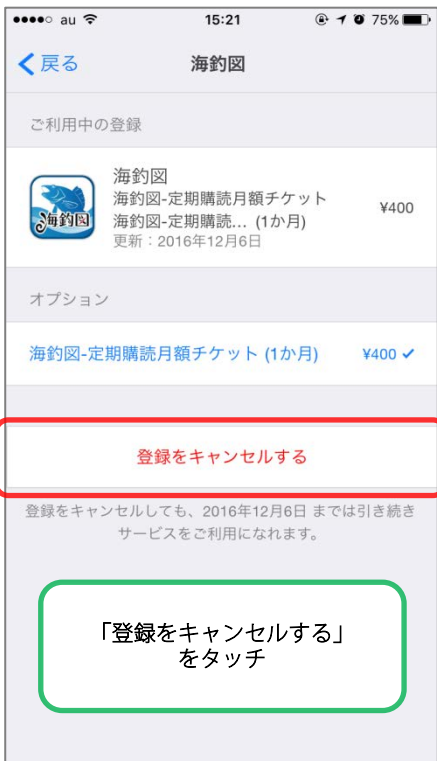 au 15:21 75%
戻る 海釣図
ご利用中の登録
海釣図
海釣図
海釣図-定期購読月額チケット
海釣図-定期購読... (1か月)
¥400
更新：2016年12月6日
オプション
海釣図-定期購読月額チケット (1か月) ¥400
登録をキャンセルする
登録をキャンセルしても、2016年12月6日 までは引き続き
サービスをご利用になれます。
「登録をキャンセルする」
をタッチ